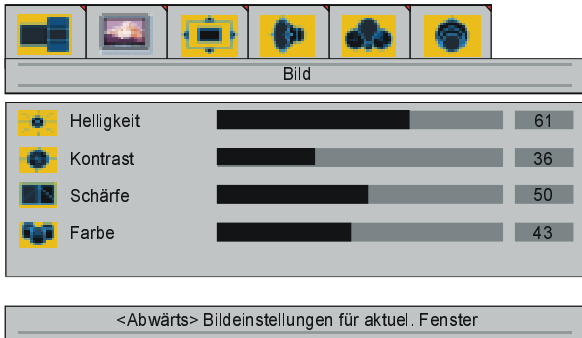 Bild
Helligkeit 61
Kontrast 36
Schärfe 50
Farbe 43
<Abwärts> Bildeinstellungen für aktuel. Fenster